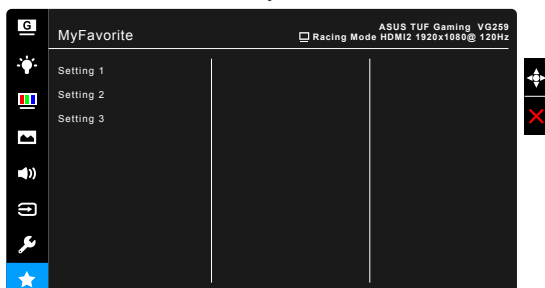 G
MyFavorite
ASUS TUF Gaming VG259
Racing Mode HDMI2 1920x1080@ 120Hz
Setting 1
Setting 2
Setting 3